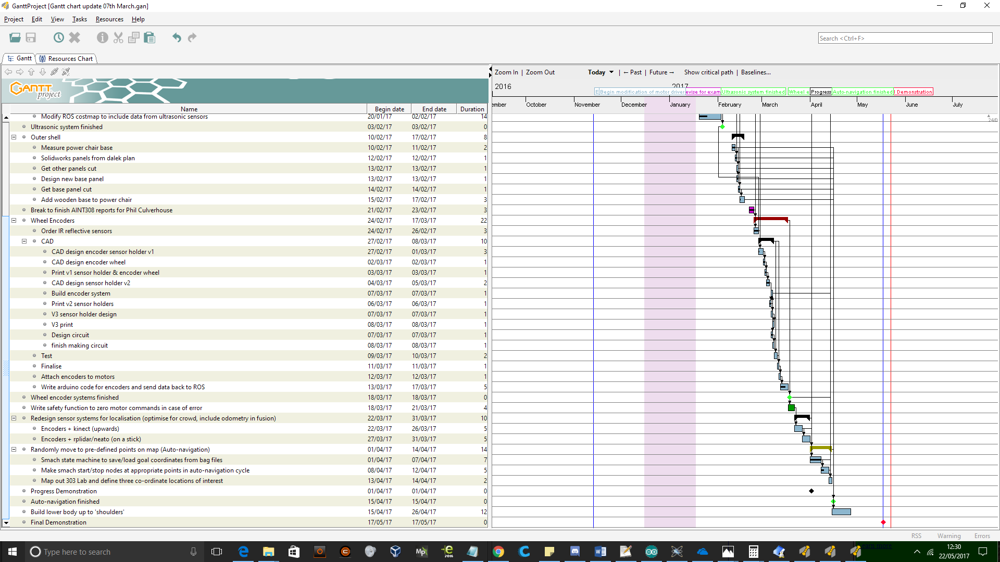 GanttProject [Gantt chart update 07th March.gan]
Project Edit View Tasks Resources Help
Search <Ctrl+F>
Gantt Resources Chart
Zoom In | Zoom Out Today | ← Past | Future → Show critical path | Baselines...
GANTT project
2016 2017
E Begin modification of motor driver evise for exam Ultrasonic system finished Wheel e Progress Auto-navigation finished l Demonstration
Name Begin date End date Duration
ember October November December January February March April May June July
Modify ROS costmap to include data from ultrasonic sensors 20/01/17 02/02/17 14
24/0
Ultrasonic system finished 03/02/17 03/02/17 0
Outer shell 10/02/17 17/02/17 8
Measure power chair base 10/02/17 11/02/17 2
Solidworks panels from dalek plan 12/02/17 12/02/17 1
Get other panels cut 13/02/17 13/02/17 1
Design new base panel 13/02/17 13/02/17 1
Get base panel cut 14/02/17 14/02/17 1
Add wooden base to power chair 15/02/17 17/02/17 3
Break to finish AINT308 reports for Phil Culverhouse 21/02/17 23/02/17 3
Wheel Encoders 24/02/17 17/03/17 22
Order IR reflective sensors 24/02/17 26/02/17 3
CAD 27/02/17 08/03/17 10
CAD design encoder sensor holder v1 27/02/17 01/03/17 3
CAD design encoder wheel 02/03/17 02/03/17 1
Print v1 sensor holder & encoder wheel 03/03/17 03/03/17 1
CAD design sensor holder v2 04/03/17 05/03/17 2
Build encoder system 07/03/17 07/03/17 1
Print v2 sensor holders 06/03/17 06/03/17 1
V3 sensor holder design 07/03/17 07/03/17 1
V3 print 08/03/17 08/03/17 1
Design circuit 07/03/17 07/03/17 1
finish making circuit 08/03/17 08/03/17 1
Test 09/03/17 10/03/17 2
Finalise 11/03/17 11/03/17 1
Attach encoders to motors 12/03/17 12/03/17 1
Write arduino code for encoders and send data back to ROS 13/03/17 17/03/17 5
Wheel encoder systems finished 18/03/17 18/03/17 0
Write safety function to zero motor commands in case of error 18/03/17 21/03/17 4
Redesign sensor systems for localisation (optimise for crowd, include odometry in fusion) 22/03/17 31/03/17 10
Encoders + kinect (upwards) 22/03/17 26/03/17 5
Encoders + rplidar/neato (on a stick) 27/03/17 31/03/17 5
Randomly move to pre-defined points on map (Auto-navigation) 01/04/17 14/04/17 14
Smach state machine to save/load goal coordinates from bag files 01/04/17 07/04/17 7
Make smach start/stop nodes at appropriate points in auto-navigation cycle 08/04/17 12/04/17 5
Map out 303 Lab and define three co-ordinate locations of interest 13/04/17 14/04/17 2
Progress Demonstration 01/04/17 01/04/17 0
Auto-navigation finished 15/04/17 15/04/17 0
Build lower body up to 'shoulders' 15/04/17 26/04/17 12
Final Demonstration 17/05/17 17/05/17 0
RSS Warning Errors
Type here to search
Learn more
12:30
22/05/2017